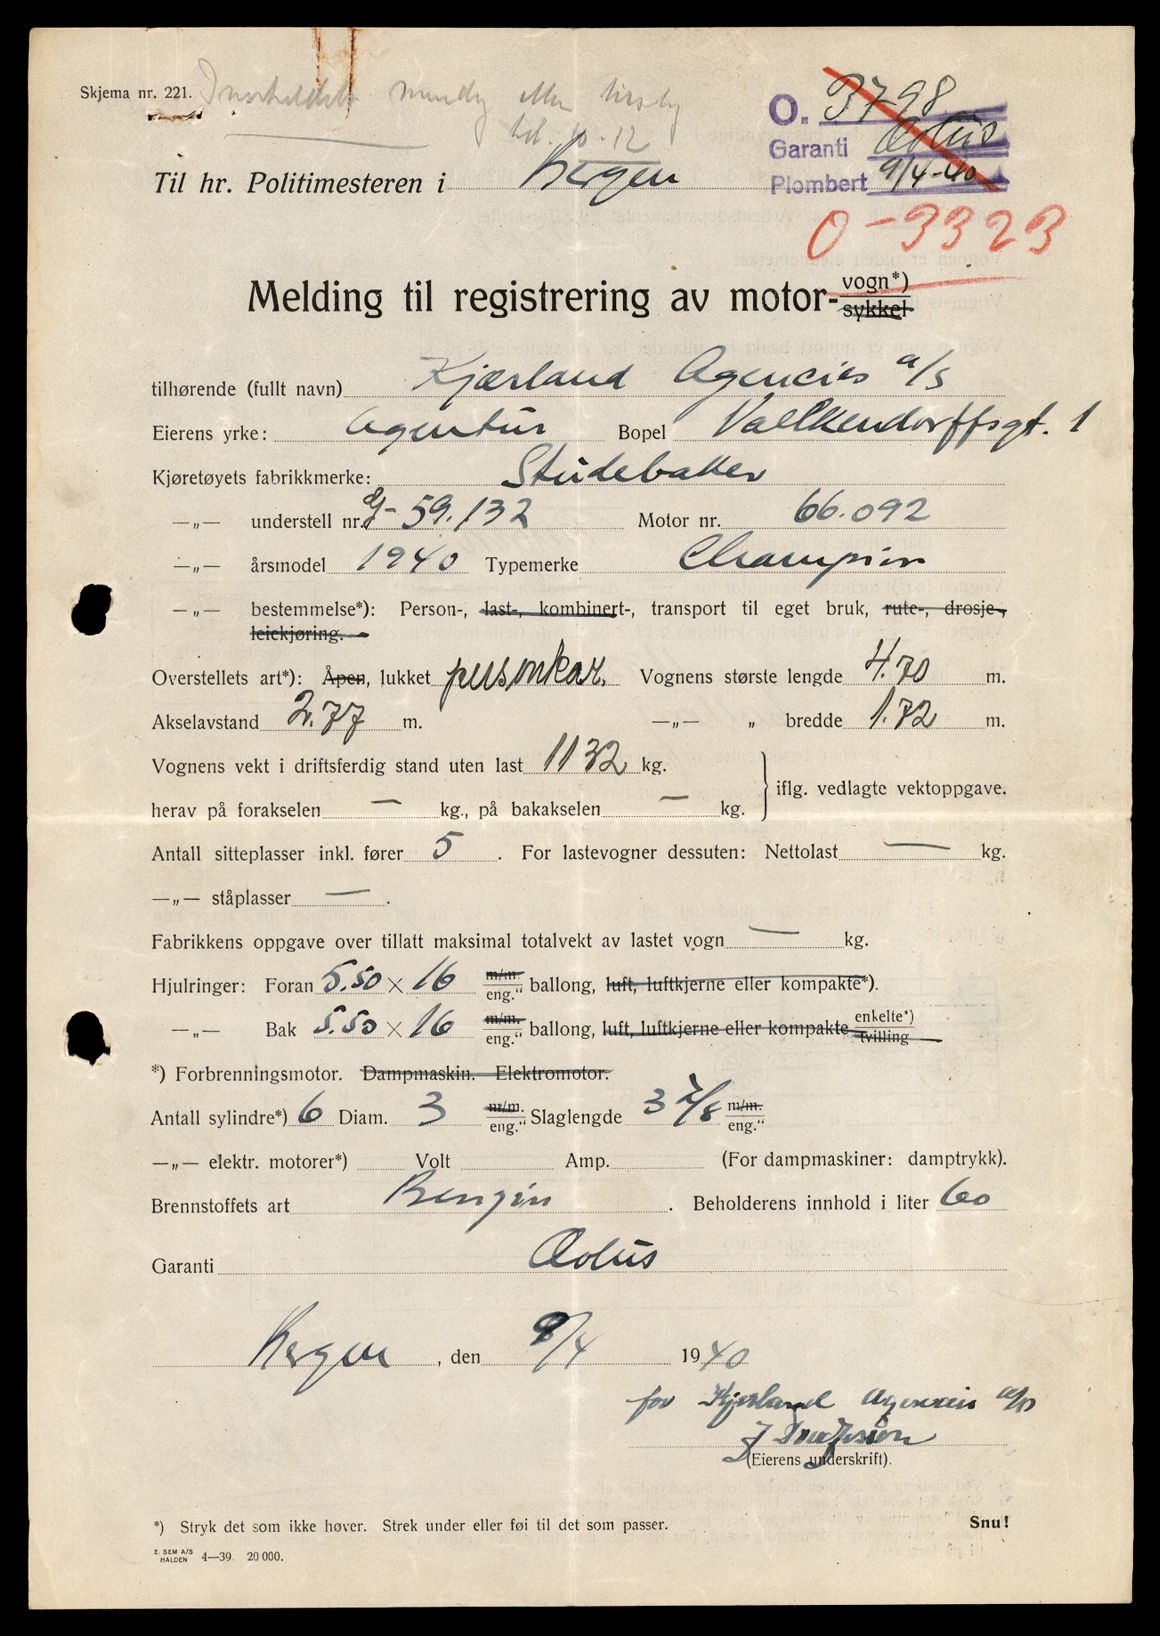 Skjema nr. 221.
kl. 10-12
O. 3798
Garanti Æolus
Plombert 9/4-40
Til hr. Politimesteren i Bergen
O-3323
Melding til registrering av motor-vogn*)
sykkel
tilhørende (fullt navn) Kjærland Agencies a/s
Eierens yrke: Agentur Bopel Valkendorffsgt. 1
Kjøretøyets fabrikkmerke: Studebaker
—„— understell nr. G-59.132 Motor nr. 66.092
—„— årsmodel 1940 Typemerke Champion
—„— bestemmelse*): Person-, last-, kombinert-, transport til eget bruk, rute-, drosje-,
leiekjøring.
Overstellets art*): Åpen, lukket personkar. Vognens største lengde 4.70 m.
Akselavstand 2.77 m. —„— „ bredde 1.72 m.
Vognens vekt i driftsferdig stand uten last 1132 kg.
iflg. vedlagte vektoppgave.
herav på forakselen — kg., på bakakselen — kg.
Antall sitteplasser inkl. fører 5. For lastevogner dessuten: Nettolast — kg.
—„— ståplasser —.
Fabrikkens oppgave over tillatt maksimal totalvekt av lastet vogn — kg.
Hjulringer: Foran 5.50 × 16 m/m. eng.“ ballong, luft, luftkjerne eller kompakte*).
—„— Bak 5.50 × 16 m/m. eng.“ ballong, luft, luftkjerne eller kompakte enkelte*) tvilling
*) Forbrenningsmotor. Dampmaskin. Elektromotor.
Antall sylindre*) 6 Diam. 3 m/m. eng.“ Slaglengde 3 7/8 m/m. eng.“
—„— elektr. motorer*) Volt Amp. (For dampmaskiner: damptrykk).
Brennstoffets art Benzin. Beholderens innhold i liter 60
Garanti Æolus
Bergen, den 9/4 1940
for Kjærland Agencies a/s
(Eierens underskrift).
*) Stryk det som ikke høver. Strek under eller føi til det som passer.
Snu!
E. SEM A/S
HALDEN 4—39. 20 000.